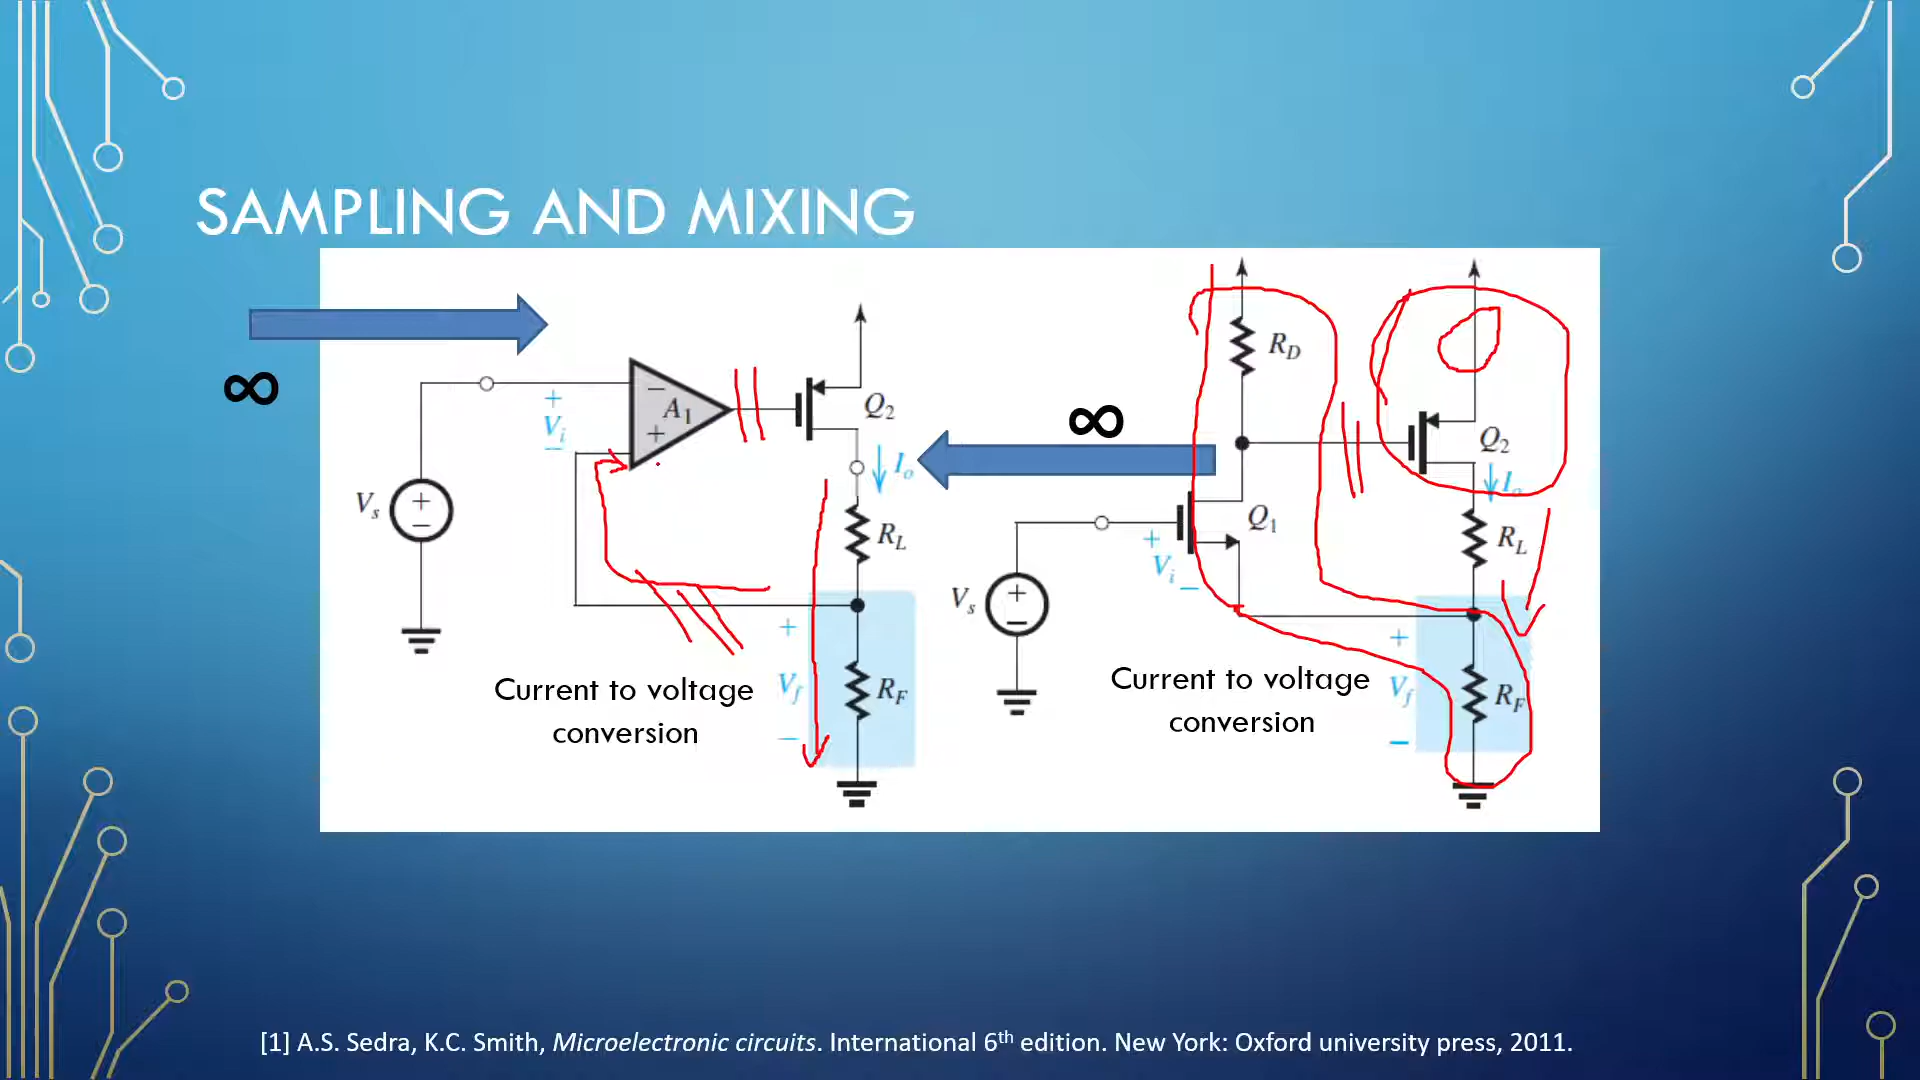 SAMPLING AND MIXING
∞
+
V_i
−
−
A_1
+
Q_2
I_o
V_s
+
−
R_L
+
V_f
−
R_F
Current to voltage
conversion
∞
R_D
Q_2
I_o
Q_1
+
V_i
−
V_s
+
−
R_L
+
V_f
−
R_F
Current to voltage
conversion
[1] A.S. Sedra, K.C. Smith, Microelectronic circuits. International 6th edition. New York: Oxford university press, 2011.